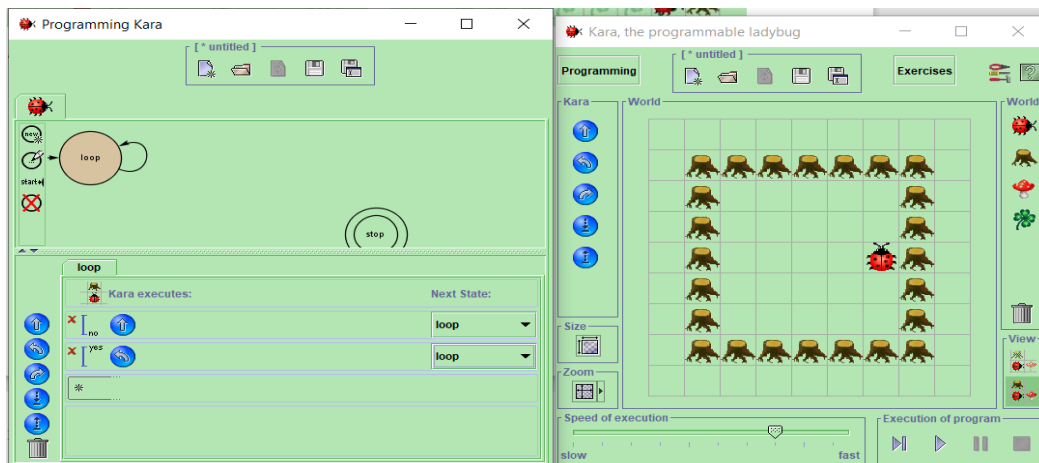 Programming Kara
[ * untitled ]
new
start
loop
stop
loop
Kara executes:
Next State:
no
loop
yes
loop
Kara, the programmable ladybug
Programming
[ * untitled ]
Exercises
Kara
World
World
Size
Zoom
View
Speed of execution
slow
fast
Execution of program